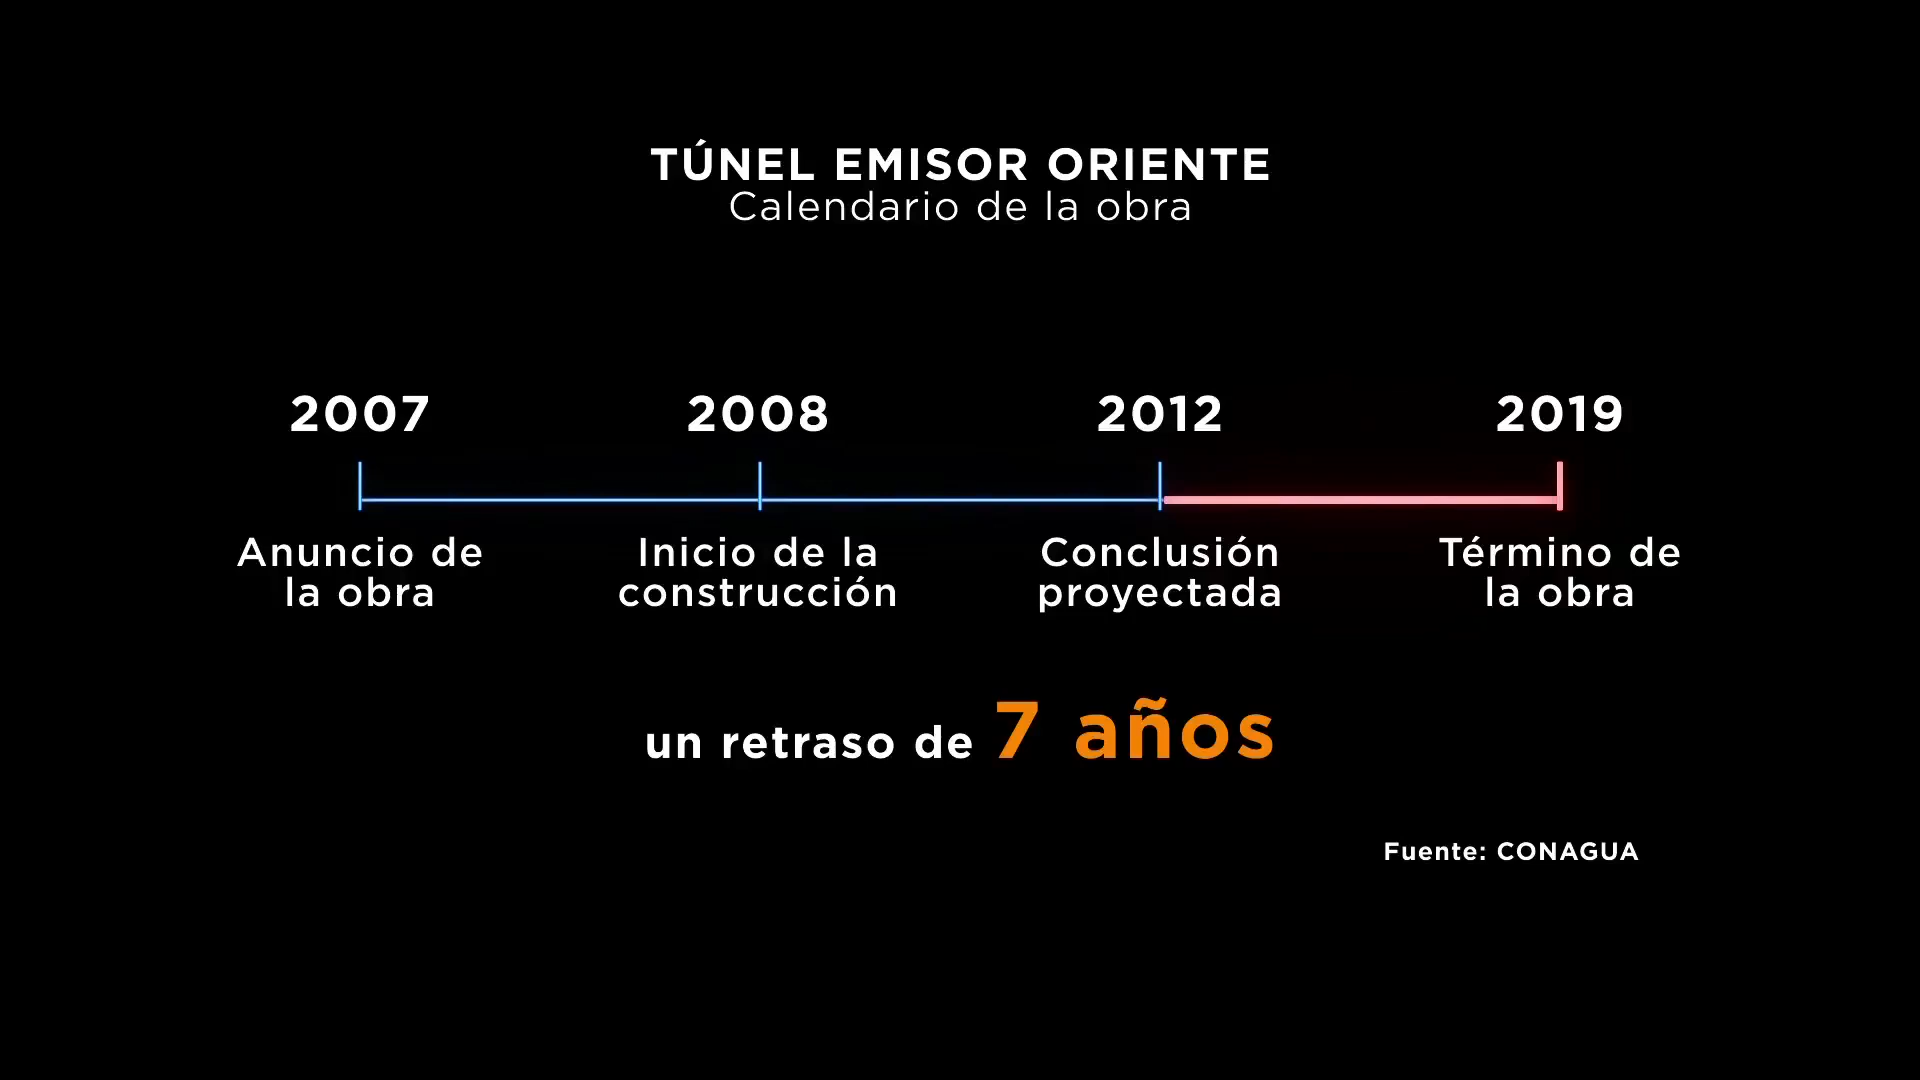 TÚNEL EMISOR ORIENTE
Calendario de la obra
2007
2008
2012
2019
Anuncio de
la obra
Inicio de la
construcción
Conclusión
proyectada
Término de
la obra
un retraso de 7 años
Fuente: CONAGUA